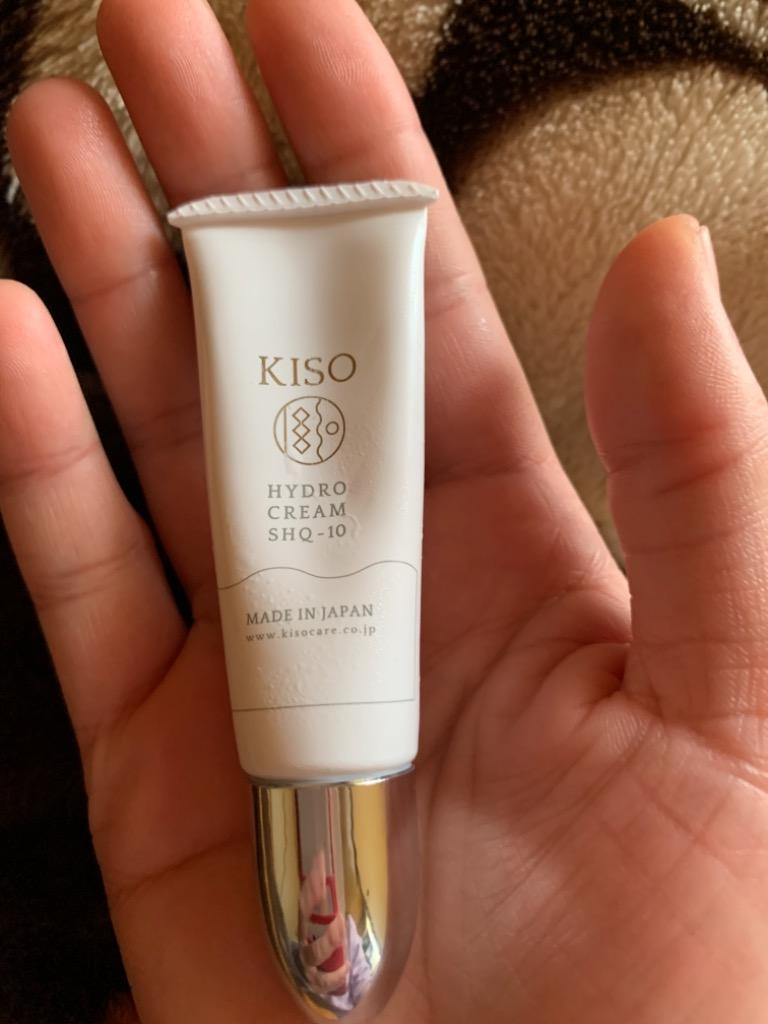 KISO
HYDRO
CREAM
SHQ-10
MADE IN JAPAN
www.kisocare.co.jp